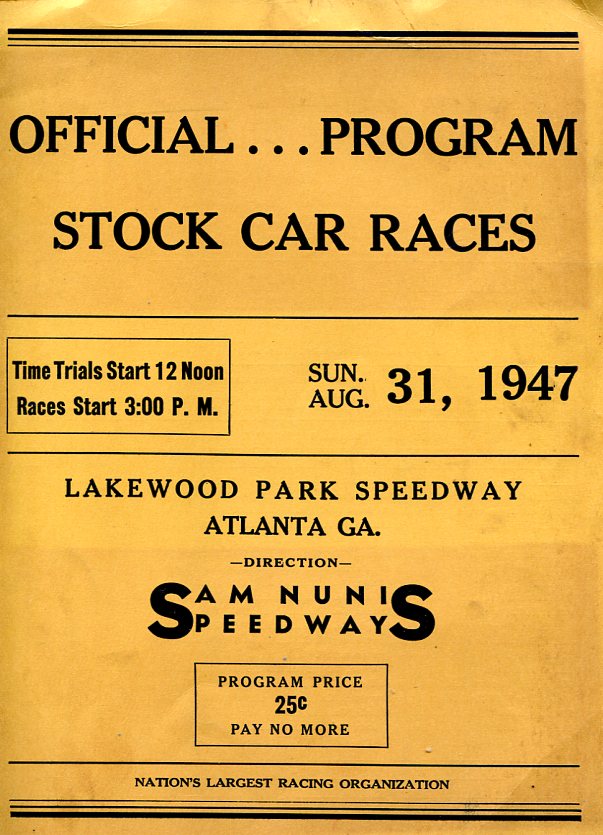 OFFICIAL ... PROGRAM
STOCK CAR RACES
Time Trials Start 12 Noon
Races Start 3:00 P. M.
SUN.
AUG. 31, 1947
LAKEWOOD PARK SPEEDWAY
ATLANTA GA.
—DIRECTION—
SAM NUNIS
SPEEDWAYS
PROGRAM PRICE
25¢
PAY NO MORE
NATION'S LARGEST RACING ORGANIZATION